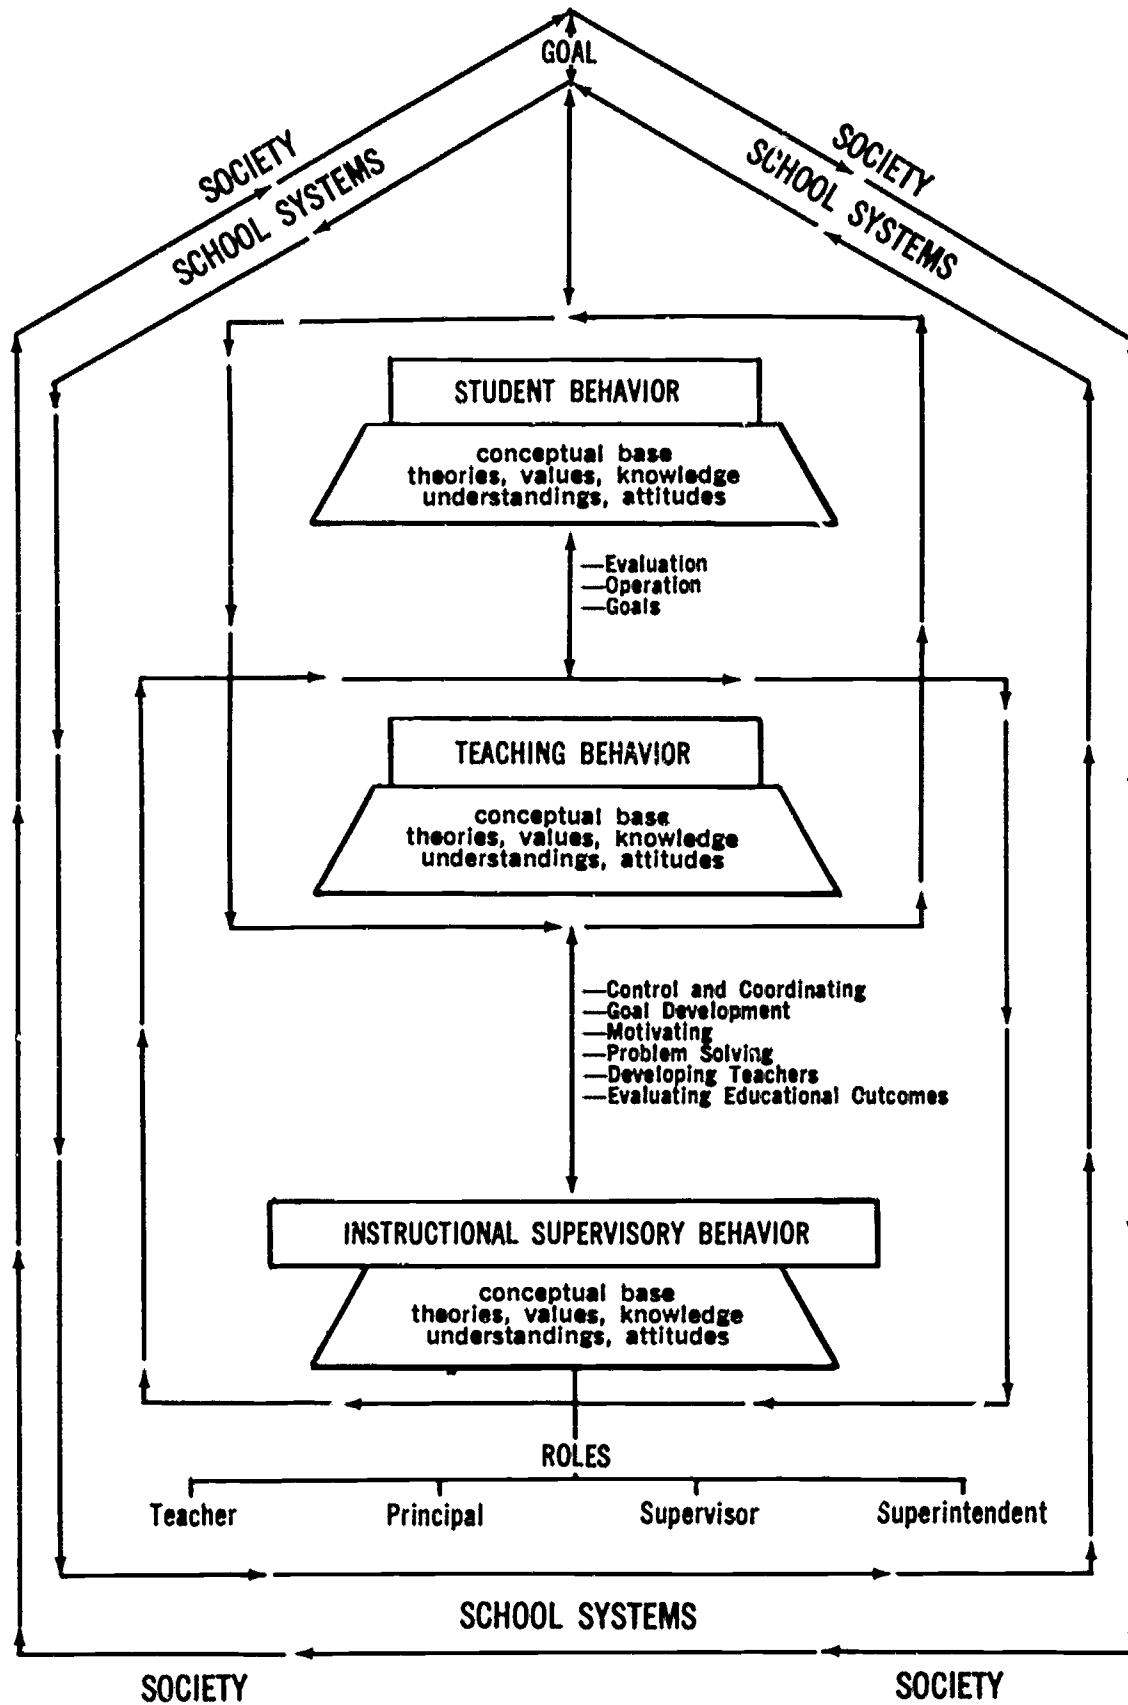 GOAL
SOCIETY
SCHOOL SYSTEMS
SOCIETY
SCHOOL SYSTEMS
STUDENT BEHAVIOR
conceptual base
theories, values, knowledge
understandings, attitudes
—Evaluation
—Operation
—Goals
TEACHING BEHAVIOR
conceptual base
theories, values, knowledge
understandings, attitudes
—Control and Coordinating
—Goal Development
—Motivating
—Problem Solving
—Developing Teachers
—Evaluating Educational Outcomes
INSTRUCTIONAL SUPERVISORY BEHAVIOR
conceptual base
theories, values, knowledge
understandings, attitudes
ROLES
Teacher Principal Supervisor Superintendent
SCHOOL SYSTEMS
SOCIETY SOCIETY